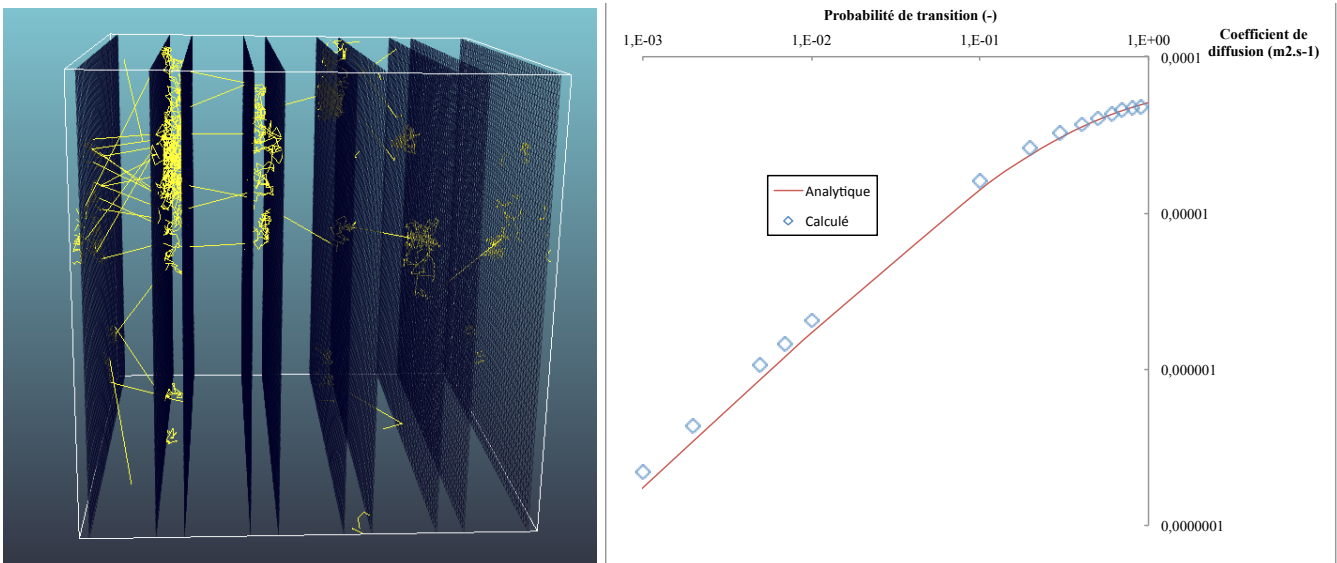 Probabilité de transition (-)
1,E-03
1,E-02
1,E-01
1,E+00
Coefficient de
diffusion (m2.s-1)
0,0001
Analytique
Calculé
0,00001
0,000001
0,0000001